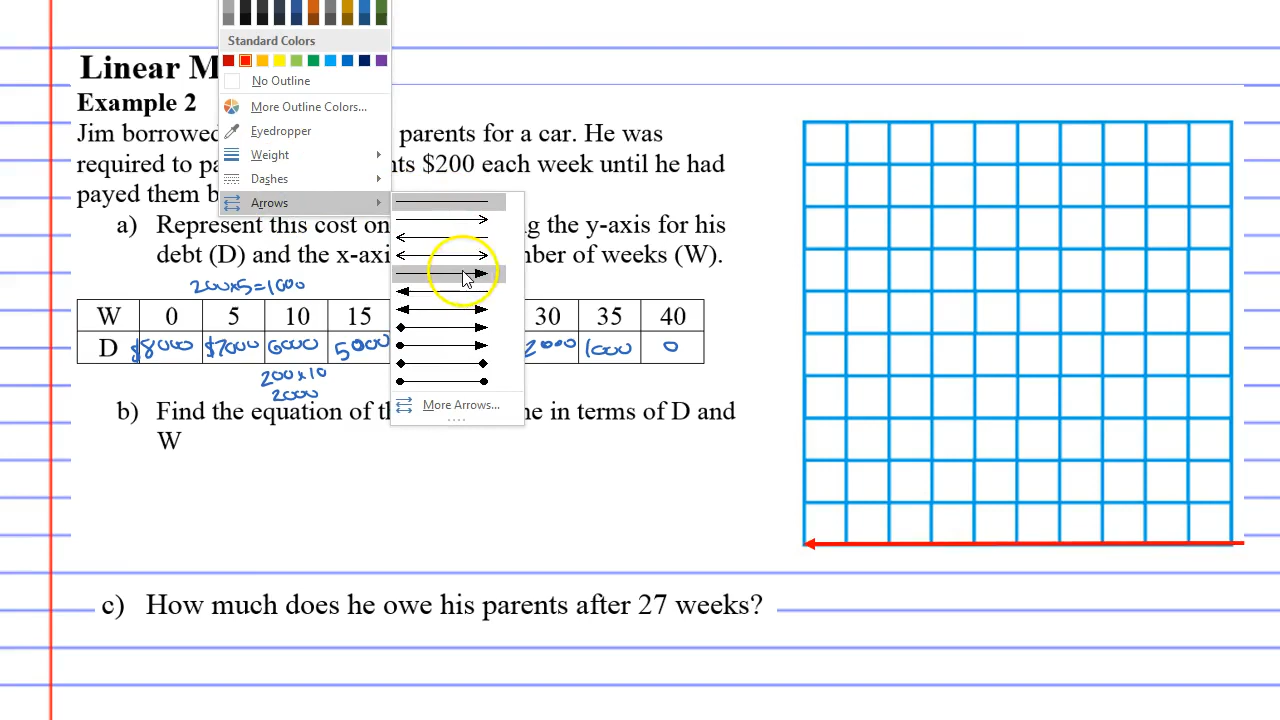 Standard Colors
No Outline
More Outline Colors...
Eyedropper
Weight
Dashes
Arrows
More Arrows...
Linear M
Example 2
Jim borrowed parents for a car. He was
required to pa nts $200 each week until he had
payed them b
a) Represent this cost on g the y-axis for his
debt (D) and the x-axi mber of weeks (W).
200x5=1000
W 0 5 10 15 30 35 40
D $8000 $7000 6000 5000 2000 1000 0
200x10
2000
b) Find the equation of th ne in terms of D and
W
c) How much does he owe his parents after 27 weeks?